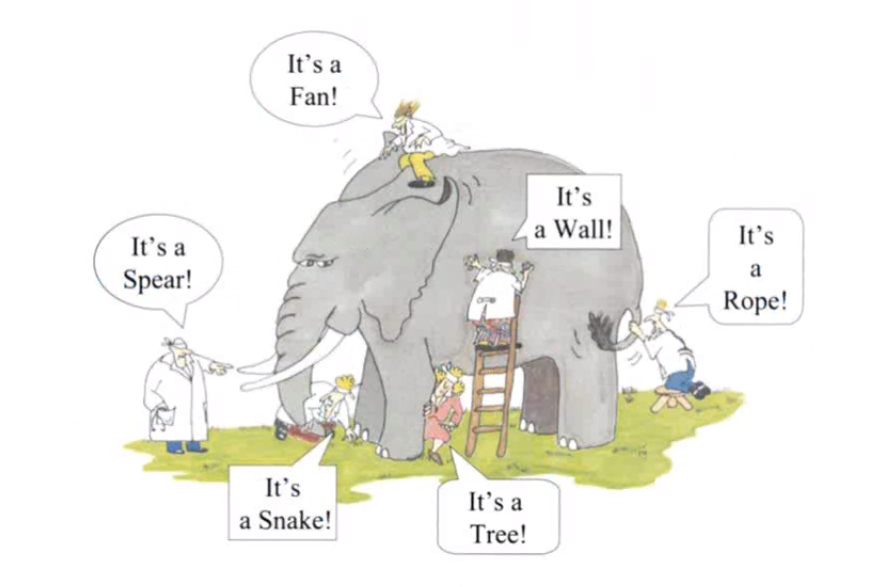 It's a
Fan!
It's
a Wall!
It's a
Spear!
It's
a
Rope!
It's
a Snake!
It's a
Tree!